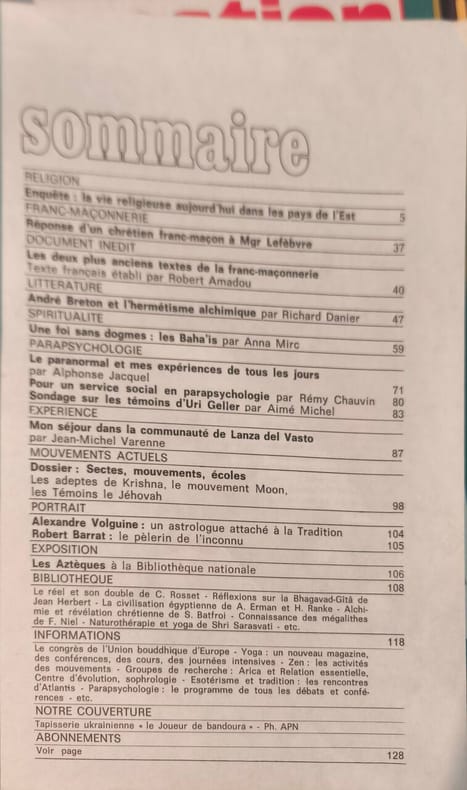 sommaire
RELIGION
Enquête : la vie religieuse aujourd'hui dans les pays de l'Est 5
FRANC-MAÇONNERIE
Réponse d'un chrétien franc-maçon à Mgr Lefèbvre 37
DOCUMENT INEDIT
Les deux plus anciens textes de la franc-maçonnerie
Texte français établi par Robert Amadou 40
LITTERATURE
André Breton et l'hermétisme alchimique par Richard Danier 47
SPIRITUALITE
Une foi sans dogmes : les Baha'is par Anna Mirc 59
PARAPSYCHOLOGIE
Le paranormal et mes expériences de tous les jours
par Alphonse Jacquel 71
Pour un service social en parapsychologie par Rémy Chauvin 80
Sondage sur les témoins d'Uri Geller par Aimé Michel 83
EXPERIENCE
Mon séjour dans la communauté de Lanza del Vasto
par Jean-Michel Varenne 87
MOUVEMENTS ACTUELS
Dossier : Sectes, mouvements, écoles
Les adeptes de Krishna, le mouvement Moon,
les Témoins le Jéhovah 98
PORTRAIT
Alexandre Volguine : un astrologue attaché à la Tradition 104
Robert Barrat : le pèlerin de l'inconnu 105
EXPOSITION
Les Aztèques à la Bibliothèque nationale 106
BIBLIOTHEQUE 108
Le réel et son double de C. Rosset - Réflexions sur la Bhagavad-Gitâ de
Jean Herbert - La civilisation égyptienne de A. Erman et H. Ranke - Alchi-
mie et révélation chrétienne de S. Batfroi - Connaissance des mégalithes
de F. Niel - Naturothérapie et yoga de Shri Sarasvati - etc.
INFORMATIONS 118
Le congrès de l'Union bouddhique d'Europe - Yoga : un nouveau magazine,
des conférences, des cours, des journées intensives - Zen : les activités
des mouvements - Groupes de recherche : Arica et Relation essentielle,
Centre d'évolution, sophrologie - Esotérisme et tradition : les rencontres
d'Atlantis - Parapsychologie : le programme de tous les débats et confé-
rences - etc.
NOTRE COUVERTURE
Tapisserie ukrainienne « le Joueur de bandoura » - Ph. APN
ABONNEMENTS
Voir page 128